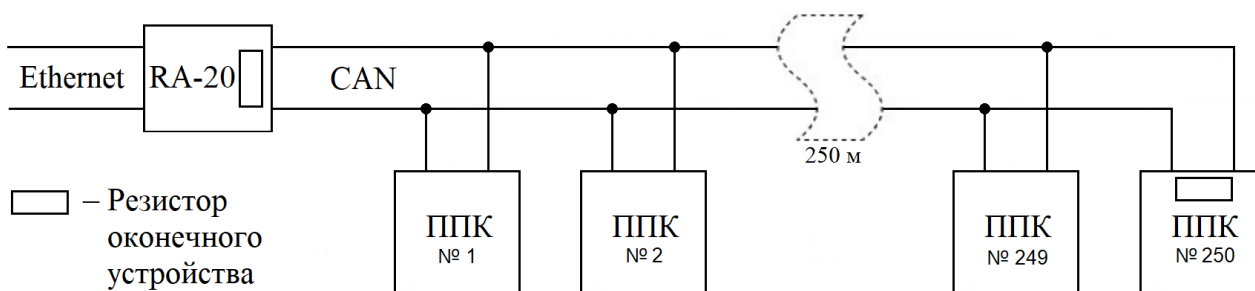 Ethernet
RA-20
CAN
250 м
– Резистор
оконечного
устройства
ППК
№ 1
ППК
№ 2
ППК
№ 249
ППК
№ 250